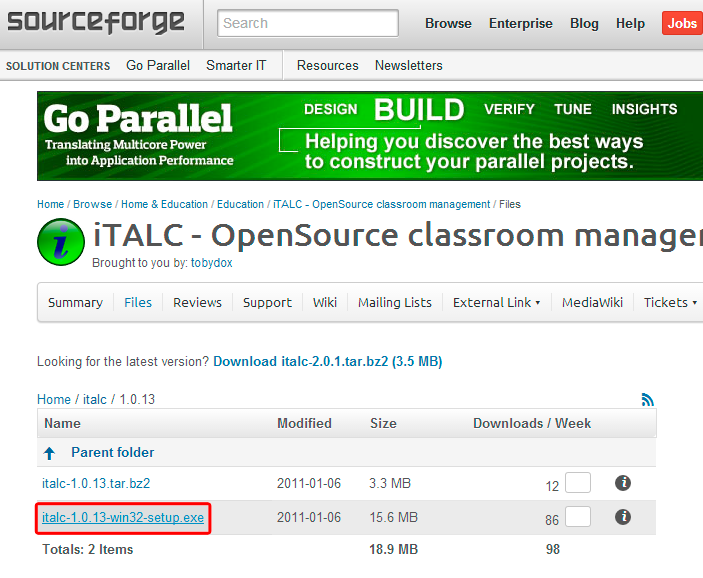 sourceforge
Search
Browse Enterprise Blog Help Jobs
SOLUTION CENTERS Go Parallel Smarter IT Resources Newsletters
Go Parallel
Translating Multicore Power
into Application Performance
DESIGN BUILD VERIFY TUNE INSIGHTS
Helping you discover the best ways
to construct your parallel projects.
Home / Browse / Home & Education / Education / iTALC - OpenSource classroom management / Files
i
iTALC - OpenSource classroom manager
Brought to you by: tobydox
Summary Files Reviews Support Wiki Mailing Lists External Link MediaWiki Tickets
Looking for the latest version? Download italc-2.0.1.tar.bz2 (3.5 MB)
Home / italc / 1.0.13
Name Modified Size Downloads / Week
Parent folder
italc-1.0.13.tar.bz2 2011-01-06 3.3 MB 12 i
italc-1.0.13-win32-setup.exe 2011-01-06 15.6 MB 86 i
Totals: 2 Items 18.9 MB 98